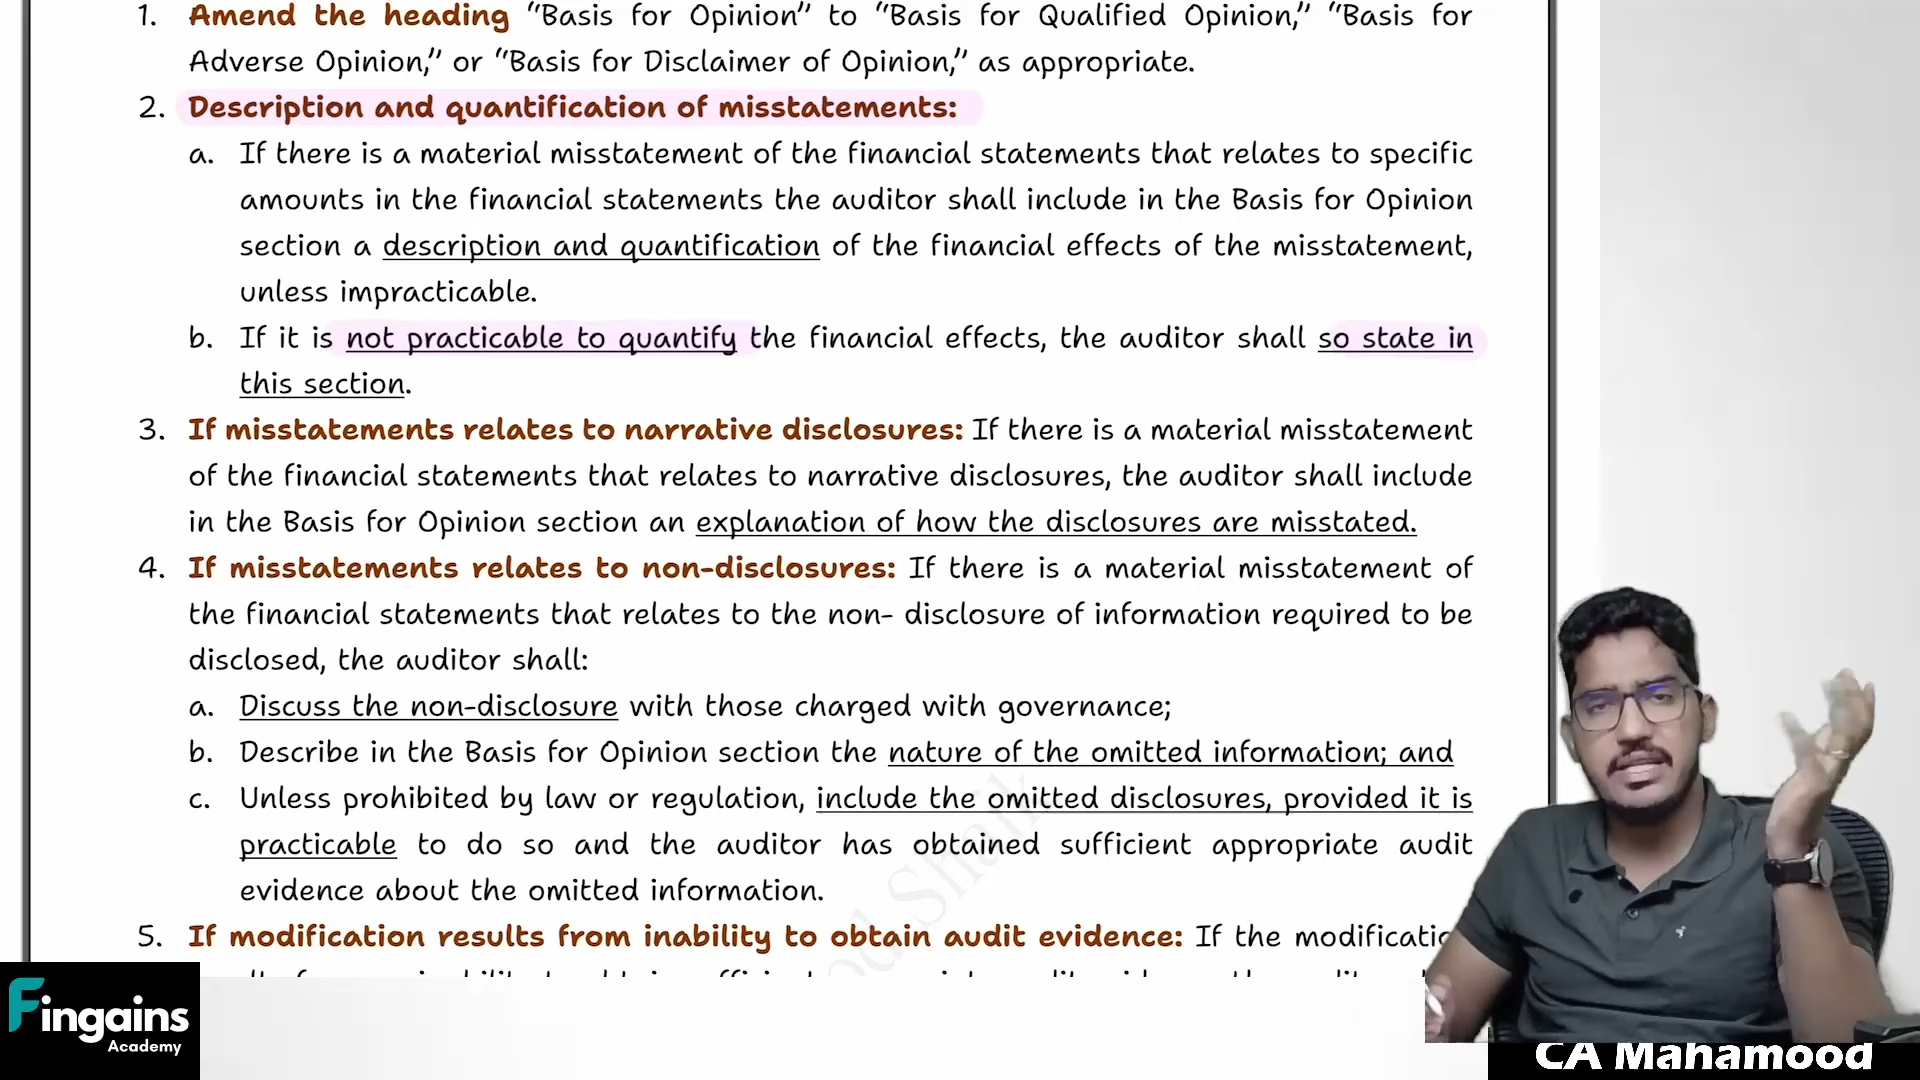 1. Amend the heading “Basis for Opinion” to “Basis for Qualified Opinion,” “Basis for
Adverse Opinion,” or “Basis for Disclaimer of Opinion,” as appropriate.
2. Description and quantification of misstatements:
a. If there is a material misstatement of the financial statements that relates to specific
amounts in the financial statements the auditor shall include in the Basis for Opinion
section a description and quantification of the financial effects of the misstatement,
unless impracticable.
b. If it is not practicable to quantify the financial effects, the auditor shall so state in
this section.
3. If misstatements relates to narrative disclosures: If there is a material misstatement
of the financial statements that relates to narrative disclosures, the auditor shall include
in the Basis for Opinion section an explanation of how the disclosures are misstated.
4. If misstatements relates to non-disclosures: If there is a material misstatement of
the financial statements that relates to the non- disclosure of information required to be
disclosed, the auditor shall:
a. Discuss the non-disclosure with those charged with governance;
b. Describe in the Basis for Opinion section the nature of the omitted information; and
c. Unless prohibited by law or regulation, include the omitted disclosures, provided it is
practicable to do so and the auditor has obtained sufficient appropriate audit
evidence about the omitted information.
5. If modification results from inability to obtain audit evidence: If the
Fingains
Academy
CA Mahamood